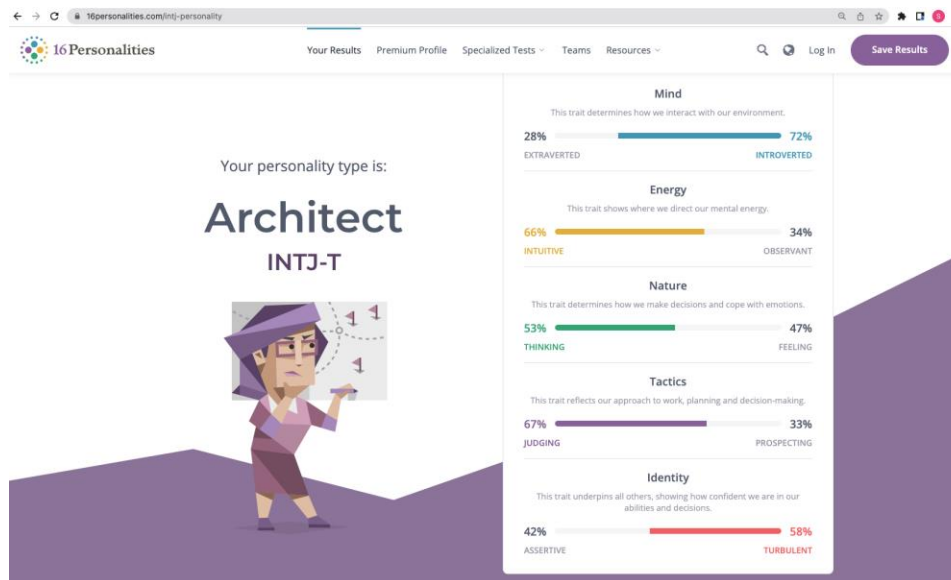 16personalities.com/intj-personality
S
16Personalities
Your Results Premium Profile Specialized Tests Teams Resources Log In Save Results
Your personality type is:
Architect
INTJ-T
Mind
This trait determines how we interact with our environment.
28% 72%
EXTRAVERTED INTROVERTED
Energy
This trait shows where we direct our mental energy.
66% 34%
INTUITIVE OBSERVANT
Nature
This trait determines how we make decisions and cope with emotions.
53% 47%
THINKING FEELING
Tactics
This trait reflects our approach to work, planning and decision-making.
67% 33%
JUDGING PROSPECTING
Identity
This trait underpins all others, showing how confident we are in our
abilities and decisions.
42% 58%
ASSERTIVE TURBULENT